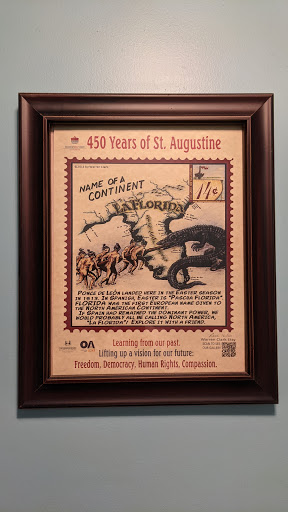 450 Years of St. Augustine
NAME OF A
CONTINENT
14¢
LA FLORIDA
PONCE DE LEÓN LANDED HERE IN THE EASTER SEASON
IN 1513. IN SPANISH, EASTER IS "PASCUA FLORIDA".
FLORIDA WAS THE FIRST EUROPEAN NAME GIVEN TO
THE NORTH AMERICAN CONTINENT.
IF SPAIN HAD REMAINED THE DOMINANT POWER, WE
WOULD PROBABLY ALL BE CALLING NORTH AMERICA,
"LA FLORIDA"! EXPLORE IT WITH A FRIEND.
OA
Learning from our past.
Lifting up a vision for our future:
Freedom, Democracy, Human Rights, Compassion.